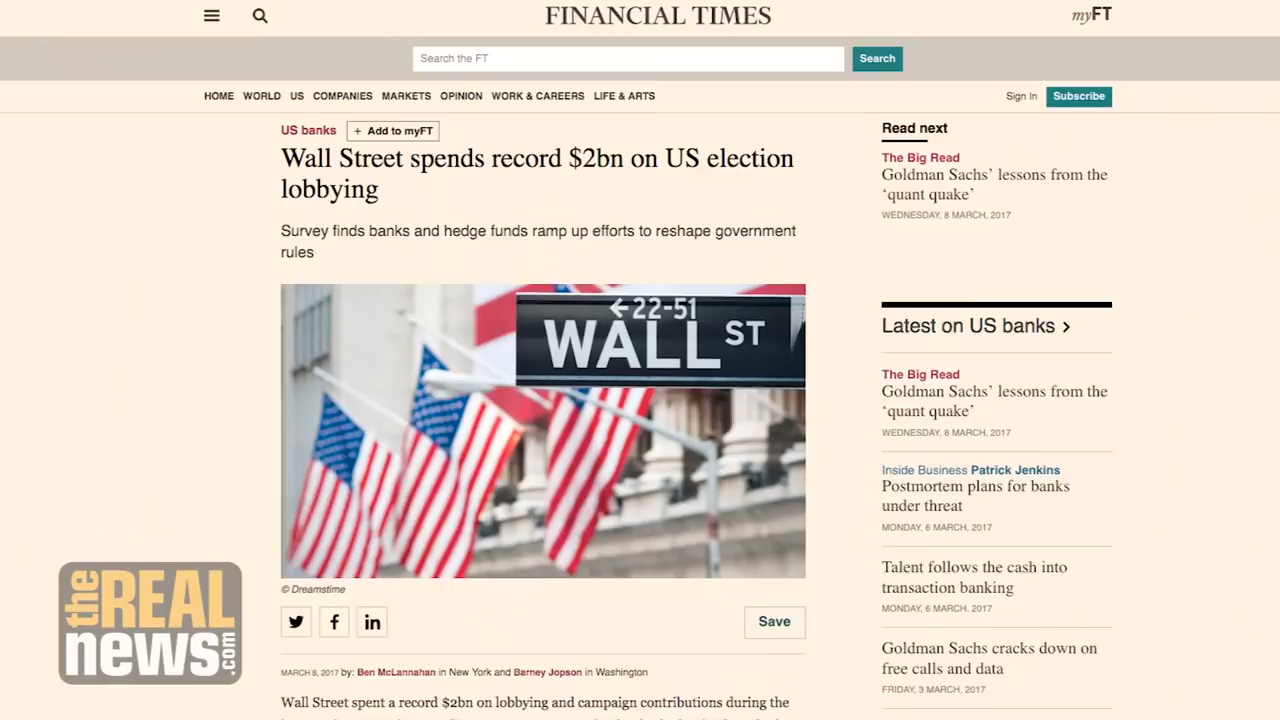 FINANCIAL TIMES
myFT
Search the FT
Search
HOME WORLD US COMPANIES MARKETS OPINION WORK & CAREERS LIFE & ARTS
Sign In
Subscribe
US banks
+ Add to myFT
Wall Street spends record $2bn on US election
lobbying
Survey finds banks and hedge funds ramp up efforts to reshape government
rules
←22-51
WALL ST
© Dreamstime
Save
MARCH 8, 2017 by: Ben McLannahan in New York and Barney Jopson in Washington
Wall Street spent a record $2bn on lobbying and campaign contributions during the
Read next
The Big Read
Goldman Sachs' lessons from the
'quant quake'
WEDNESDAY, 8 MARCH, 2017
Latest on US banks >
The Big Read
Goldman Sachs' lessons from the
'quant quake'
WEDNESDAY, 8 MARCH, 2017
Inside Business Patrick Jenkins
Postmortem plans for banks
under threat
MONDAY, 6 MARCH, 2017
Talent follows the cash into
transaction banking
MONDAY, 6 MARCH, 2017
Goldman Sachs cracks down on
free calls and data
FRIDAY, 3 MARCH, 2017
the REAL
news.com